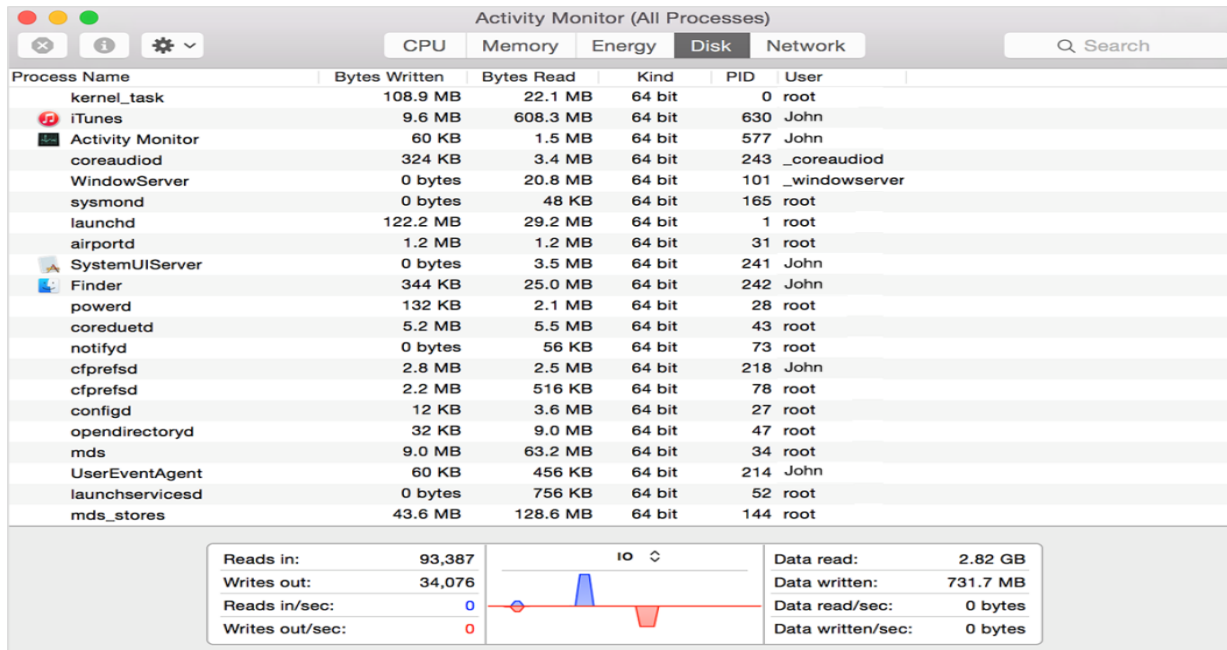 Activity Monitor (All Processes)
CPU Memory Energy Disk Network Search
Process Name Bytes Written Bytes Read Kind PID User
kernel_task 108.9 MB 22.1 MB 64 bit 0 root
iTunes 9.6 MB 608.3 MB 64 bit 630 John
Activity Monitor 60 KB 1.5 MB 64 bit 577 John
coreaudiod 324 KB 3.4 MB 64 bit 243 _coreaudiod
WindowServer 0 bytes 20.8 MB 64 bit 101 _windowserver
sysmond 0 bytes 48 KB 64 bit 165 root
launchd 122.2 MB 29.2 MB 64 bit 1 root
airportd 1.2 MB 1.2 MB 64 bit 31 root
SystemUIServer 0 bytes 3.5 MB 64 bit 241 John
Finder 344 KB 25.0 MB 64 bit 242 John
powerd 132 KB 2.1 MB 64 bit 28 root
coreduetd 5.2 MB 5.5 MB 64 bit 43 root
notifyd 0 bytes 56 KB 64 bit 73 root
cfprefsd 2.8 MB 2.5 MB 64 bit 218 John
cfprefsd 2.2 MB 516 KB 64 bit 78 root
configd 12 KB 3.6 MB 64 bit 27 root
opendirectoryd 32 KB 9.0 MB 64 bit 47 root
mds 9.0 MB 63.2 MB 64 bit 34 root
UserEventAgent 60 KB 456 KB 64 bit 214 John
launchservicesd 0 bytes 756 KB 64 bit 52 root
mds_stores 43.6 MB 128.6 MB 64 bit 144 root
Reads in: 93,387 IO Data read: 2.82 GB
Writes out: 34,076 Data written: 731.7 MB
Reads in/sec: 0 Data read/sec: 0 bytes
Writes out/sec: 0 Data written/sec: 0 bytes